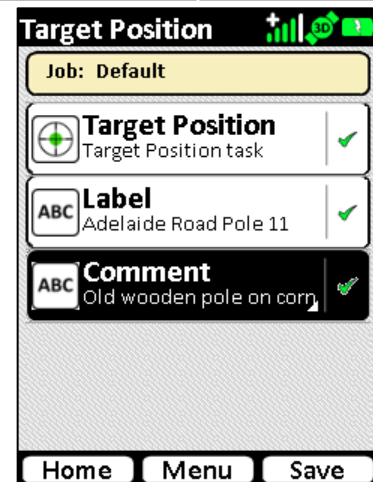 Target Position 3D
Job: Default
Target Position
Target Position task
ABC Label
Adelaide Road Pole 11
ABC Comment
Old wooden pole on corn
Home Menu Save